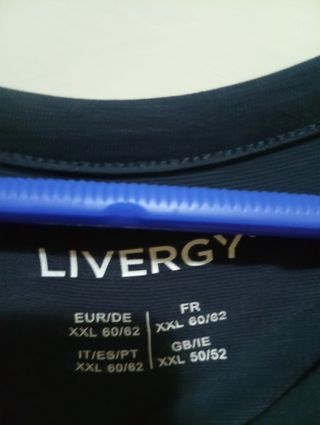 LIVERGY®
EUR/DE
XXL 60/62
FR
XXL 60/62
IT/ES/PT
XXL 60/62
GB/IE
XXL 50/52